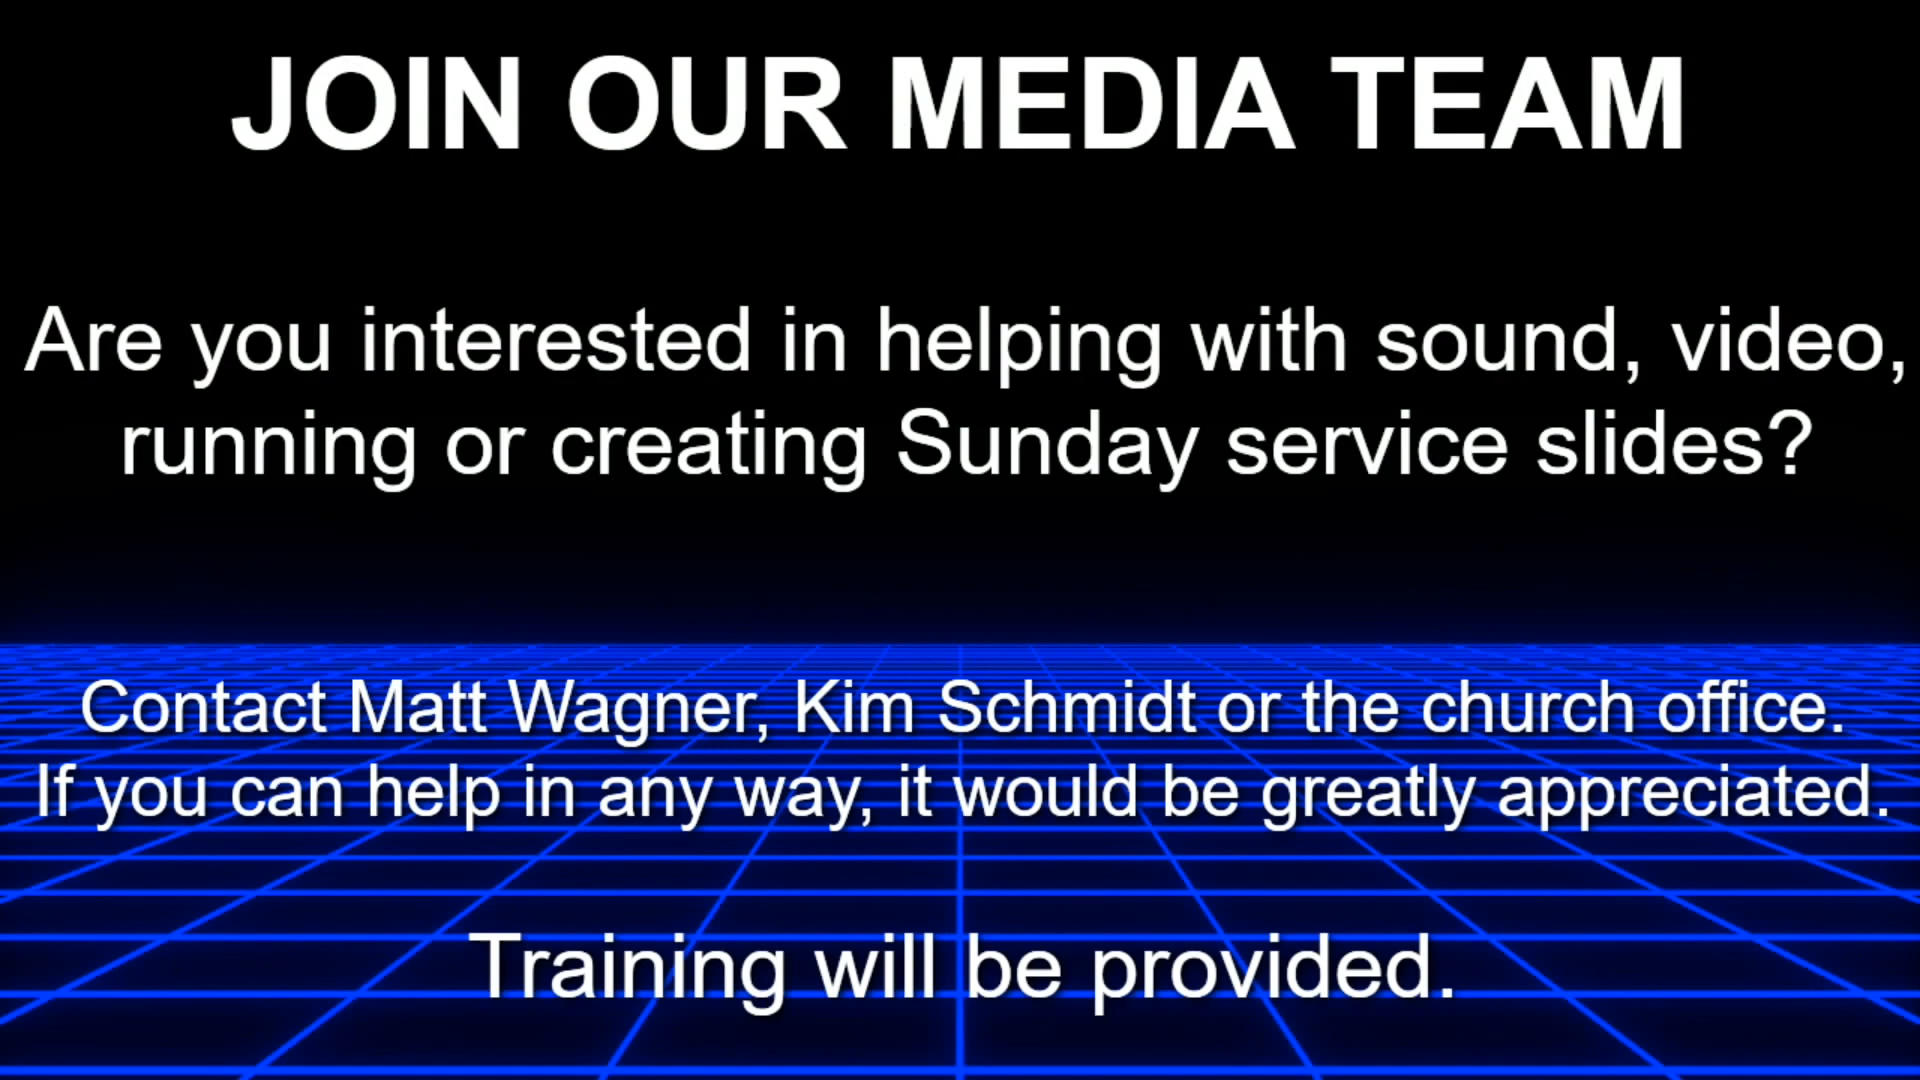 JOIN OUR MEDIA TEAM
Are you interested in helping with sound, video,
running or creating Sunday service slides?
Contact Matt Wagner, Kim Schmidt or the church office.
If you can help in any way, it would be greatly appreciated.
Training will be provided.